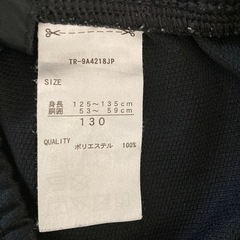 TR-9A4218JP
SIZE
身長 125～135cm
胴囲 53～59cm
130
QUALITY
ポリエステル 100%